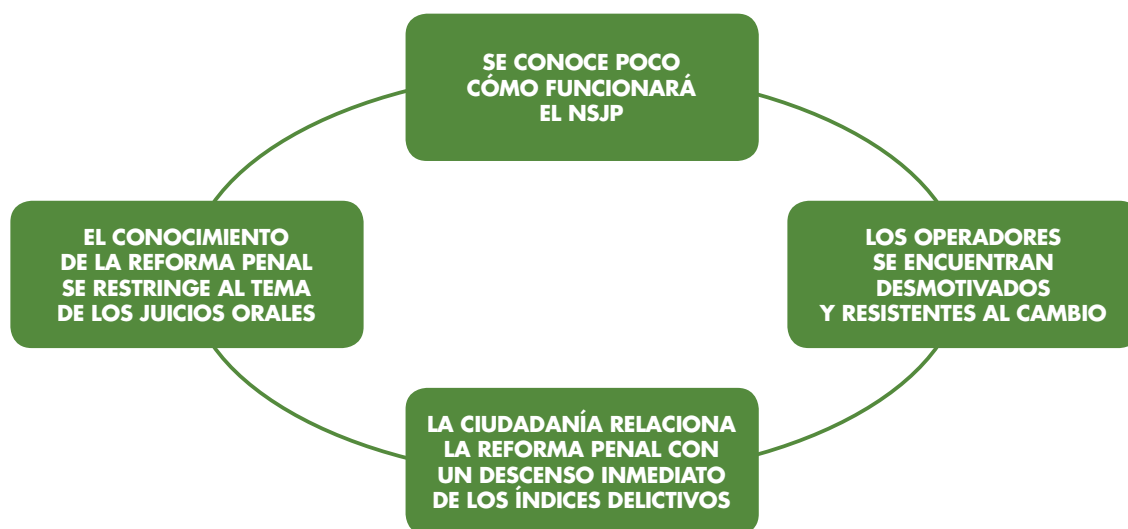 SE CONOCE POCO
CÓMO FUNCIONARÁ
EL NSJP
EL CONOCIMIENTO
DE LA REFORMA PENAL
SE RESTRINGE AL TEMA
DE LOS JUICIOS ORALES
LOS OPERADORES
SE ENCUENTRAN
DESMOTIVADOS
Y RESISTENTES AL CAMBIO
LA CIUDADANÍA RELACIONA
LA REFORMA PENAL CON
UN DESCENSO INMEDIATO
DE LOS ÍNDICES DELICTIVOS